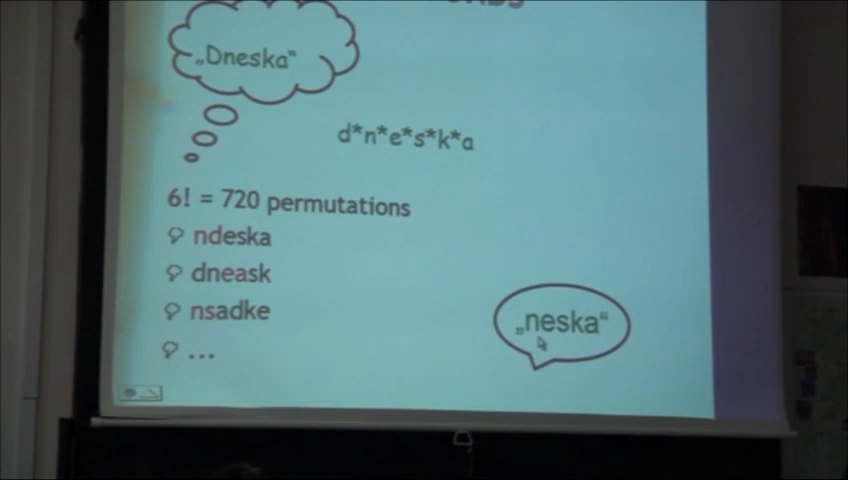 „Dneska“
d*n*e*s*k*a
6! = 720 permutations
ndeska
dneask
nsadke
...
„neska“